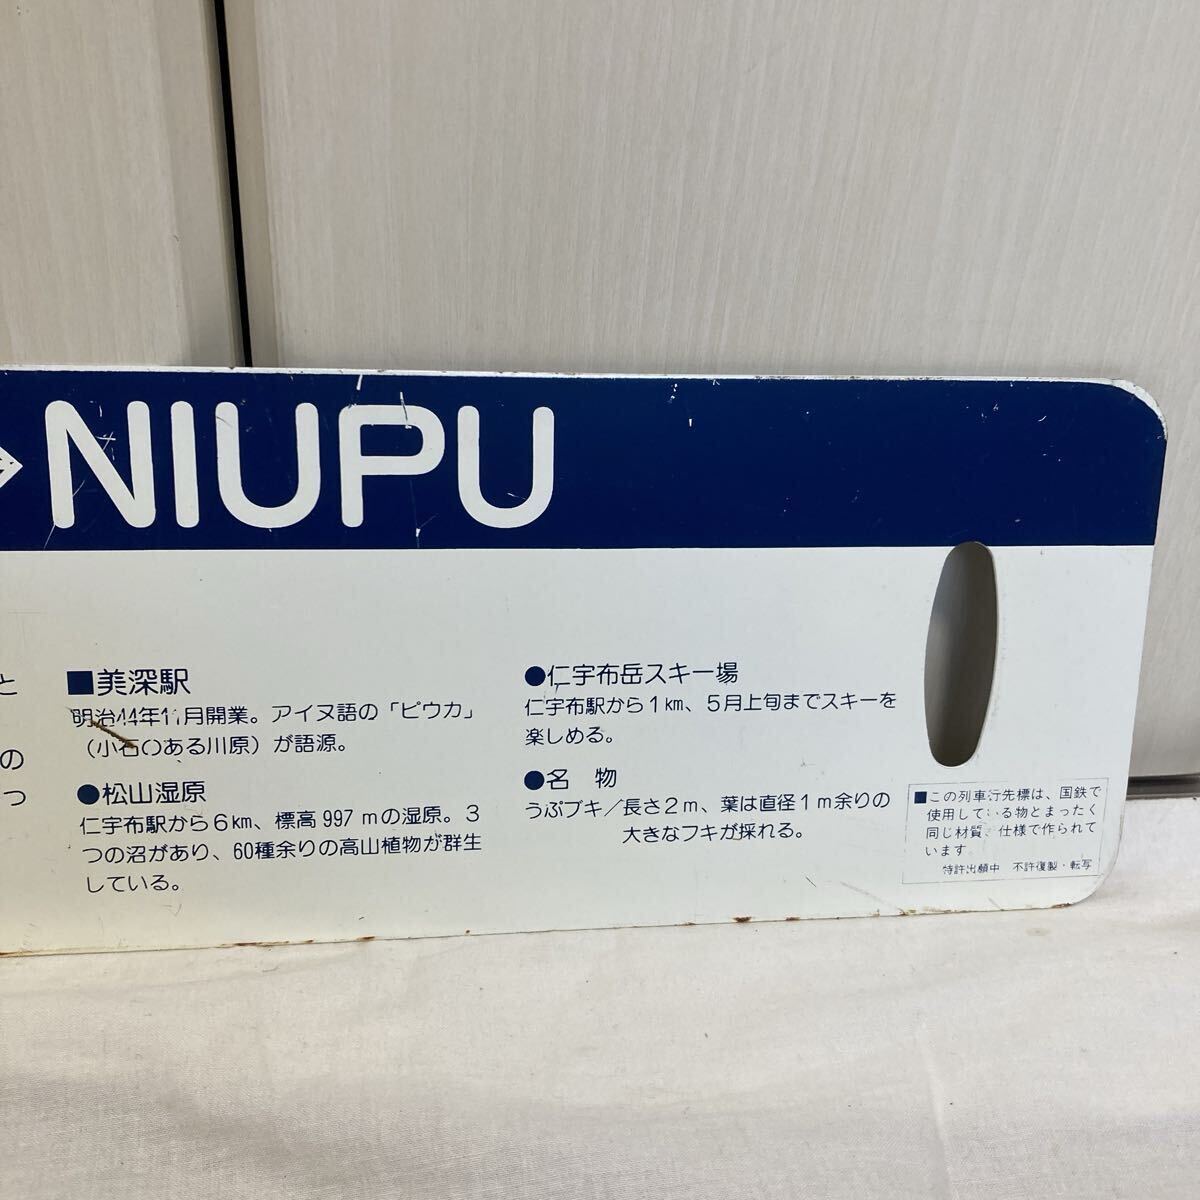 NIUPU
と
の
つ
■美深駅
明治44年11月開業。アイヌ語の「ピウカ」
（小石のある川原）が語源。
●松山湿原
仁宇布駅から6km、標高997mの湿原。3
つの沼があり、60種余りの高山植物が群生
している。
●仁宇布岳スキー場
仁宇布駅から1km、5月上旬までスキーを
楽しめる。
●名 物
うぷブキ／長さ2m、葉は直径1m余りの
大きなフキが採れる。
■この列車行先標は、国鉄で
使用している物とまったく
同じ材質、仕様で作られて
います。
特許出願中 不許復製・転写